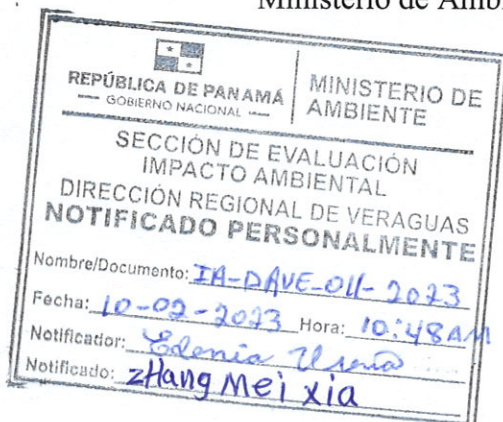 Ministerio de Ambi
REPÚBLICA DE PANAMÁ
— GOBIERNO NACIONAL —
MINISTERIO DE
AMBIENTE
SECCIÓN DE EVALUACIÓN
IMPACTO AMBIENTAL
DIRECCIÓN REGIONAL DE VERAGUAS
NOTIFICADO PERSONALMENTE
Nombre/Documento: IA-DAVE-011-2023
Fecha: 10-02-2023 Hora: 10:48AM
Notificador: Edenia
Notificado: zHang Mei xia